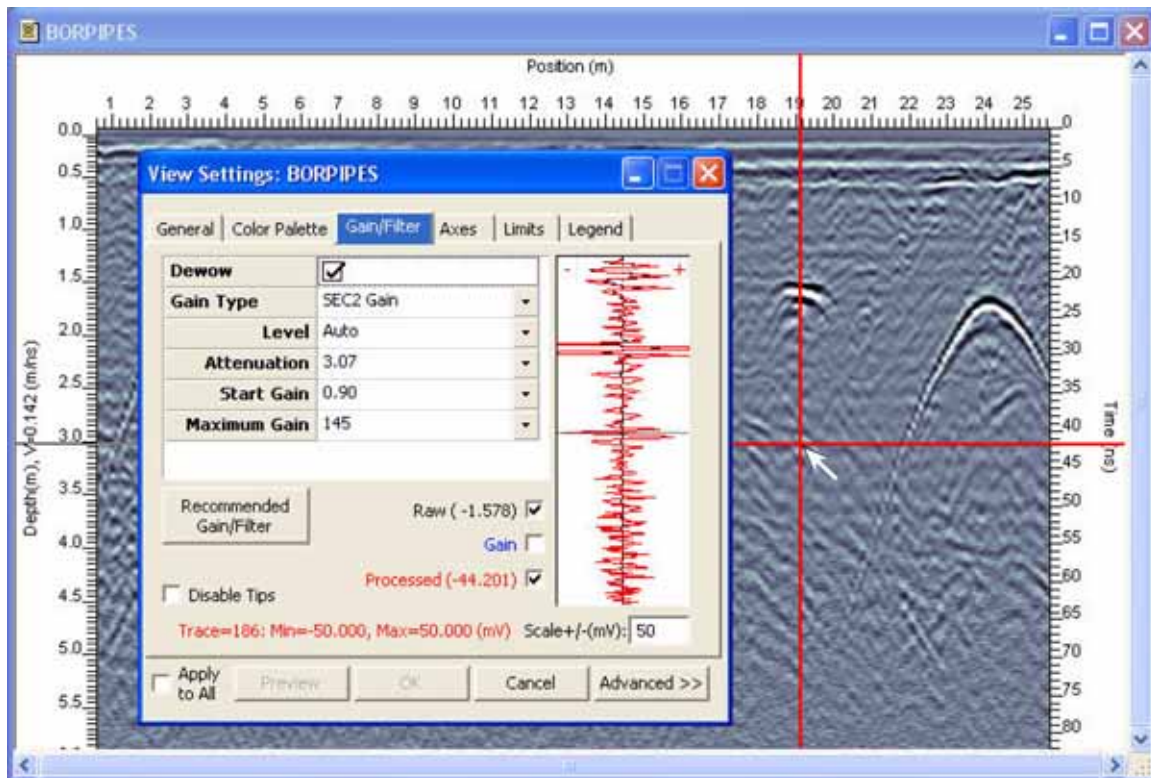 BORPIPES
Position (m)
1 2 3 4 5 6 7 8 9 10 11 12 13 14 15 16 17 18 19 20 21 22 23 24 25
0.0
0.5
1.0
1.5
2.0
2.5
3.0
3.5
4.0
4.5
5.0
5.5
Depth(m), V=0.142 (m/ns)
View Settings: BORPIPES
General Color Palette Gain/Filter Axes Limits Legend
Dewow
Gain Type SEC2 Gain
Level Auto
Attenuation 3.07
Start Gain 0.90
Maximum Gain 145
- +
Recommended
Gain/Filter
Raw ( -1.578)
Gain
Processed (-44.201)
Disable Tips
Trace=186: Min=-50.000, Max=50.000 (mV) Scale+/-(mV): 50
Apply
to All
Preview OK Cancel Advanced >>
0
5
10
15
20
25
30
35
40
45
50
55
60
65
70
75
80
Time (ns)